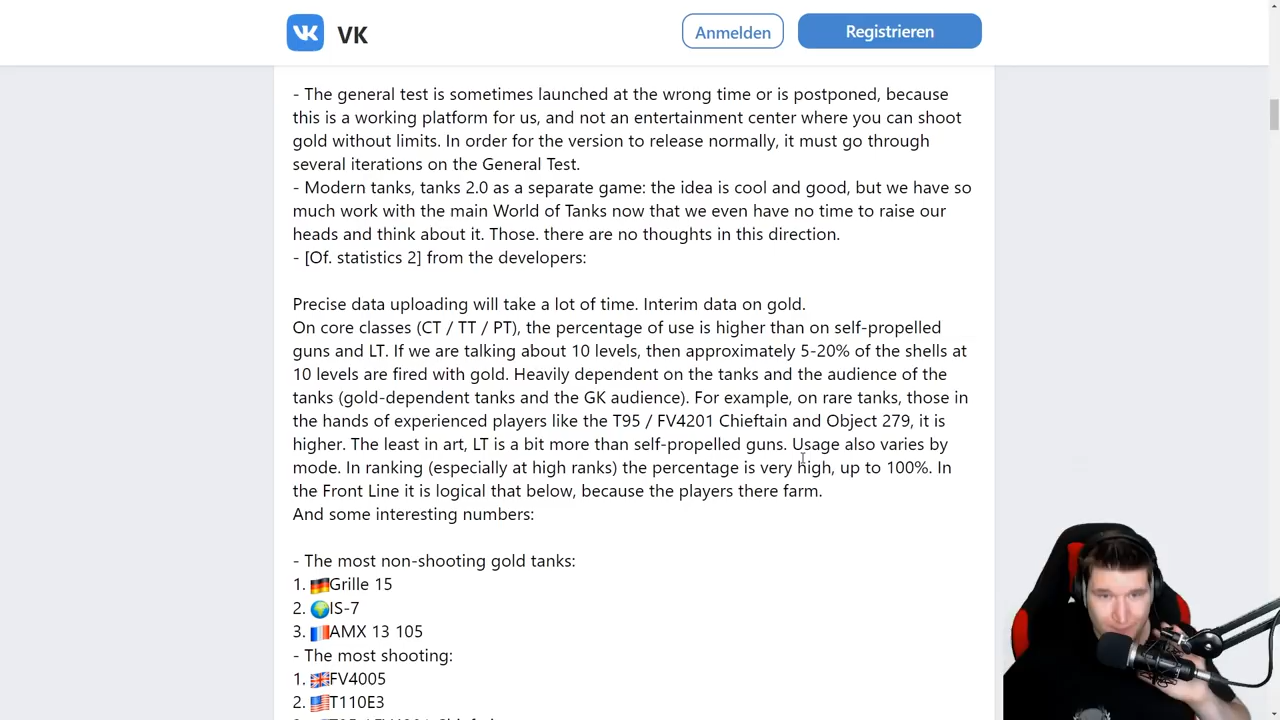 VK
Anmelden
Registrieren
- The general test is sometimes launched at the wrong time or is postponed, because
this is a working platform for us, and not an entertainment center where you can shoot
gold without limits. In order for the version to release normally, it must go through
several iterations on the General Test.
- Modern tanks, tanks 2.0 as a separate game: the idea is cool and good, but we have so
much work with the main World of Tanks now that we even have no time to raise our
heads and think about it. Those. there are no thoughts in this direction.
- [Of. statistics 2] from the developers:
Precise data uploading will take a lot of time. Interim data on gold.
On core classes (CT / TT / PT), the percentage of use is higher than on self-propelled
guns and LT. If we are talking about 10 levels, then approximately 5-20% of the shells at
10 levels are fired with gold. Heavily dependent on the tanks and the audience of the
tanks (gold-dependent tanks and the GK audience). For example, on rare tanks, those in
the hands of experienced players like the T95 / FV4201 Chieftain and Object 279, it is
higher. The least in art, LT is a bit more than self-propelled guns. Usage also varies by
mode. In ranking (especially at high ranks) the percentage is very high, up to 100%. In
the Front Line it is logical that below, because the players there farm.
And some interesting numbers:
- The most non-shooting gold tanks:
1. Grille 15
2. IS-7
3. AMX 13 105
- The most shooting:
1. FV4005
2. T110E3